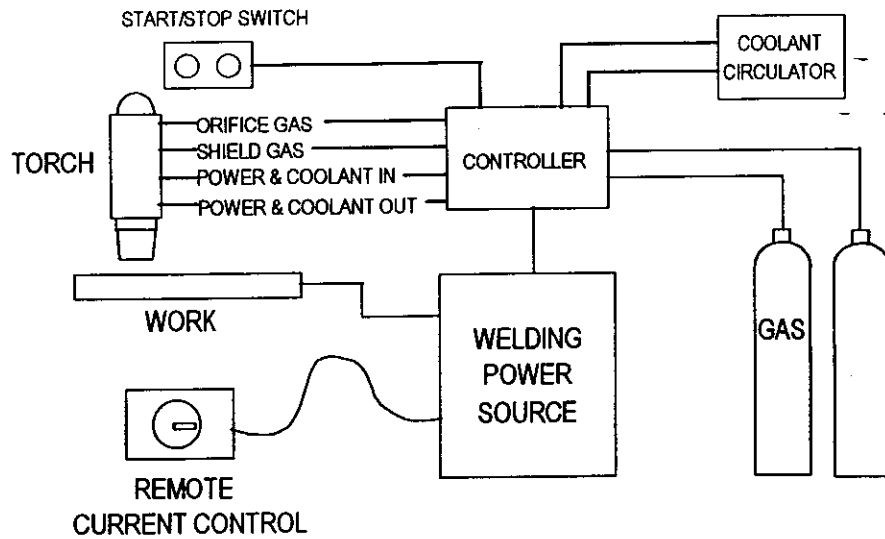 START/STOP SWITCH
COOLANT
CIRCULATOR
ORIFICE GAS
SHIELD GAS
TORCH
CONTROLLER
POWER & COOLANT IN
POWER & COOLANT OUT
WORK
WELDING
POWER
SOURCE
GAS
REMOTE
CURRENT CONTROL